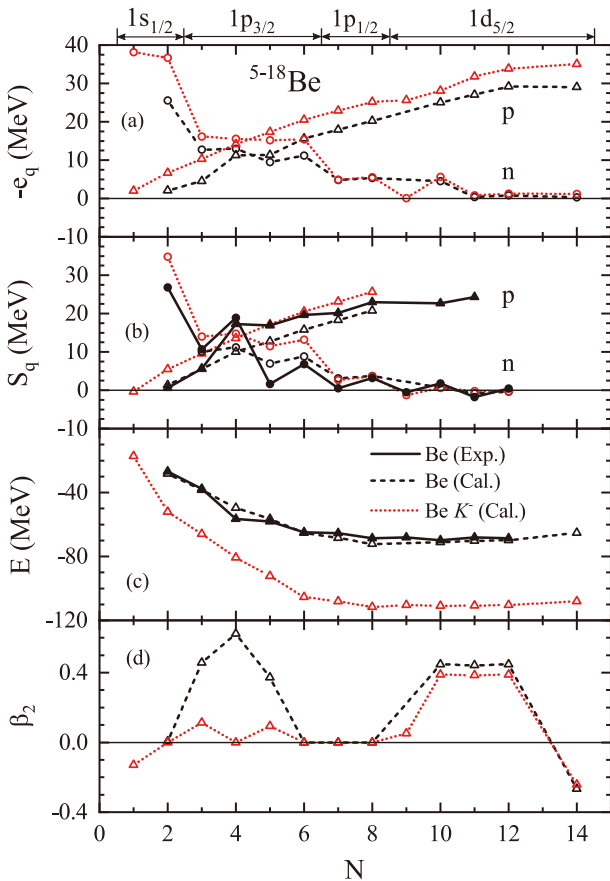 1s1/2 1p3/2 1p1/2 1d5/2
40
5-18Be
30
20
p
10
(a)
n
0
-10
-eq (MeV)
30
p
20
(b)
10
n
0
-10
Sq (MeV)
Be (Exp.)
-40
Be (Cal.)
Be K- (Cal.)
-80
(c)
-120
E (MeV)
(d)
0.4
0.0
-0.4
β2
0 2 4 6 8 10 12 14
N